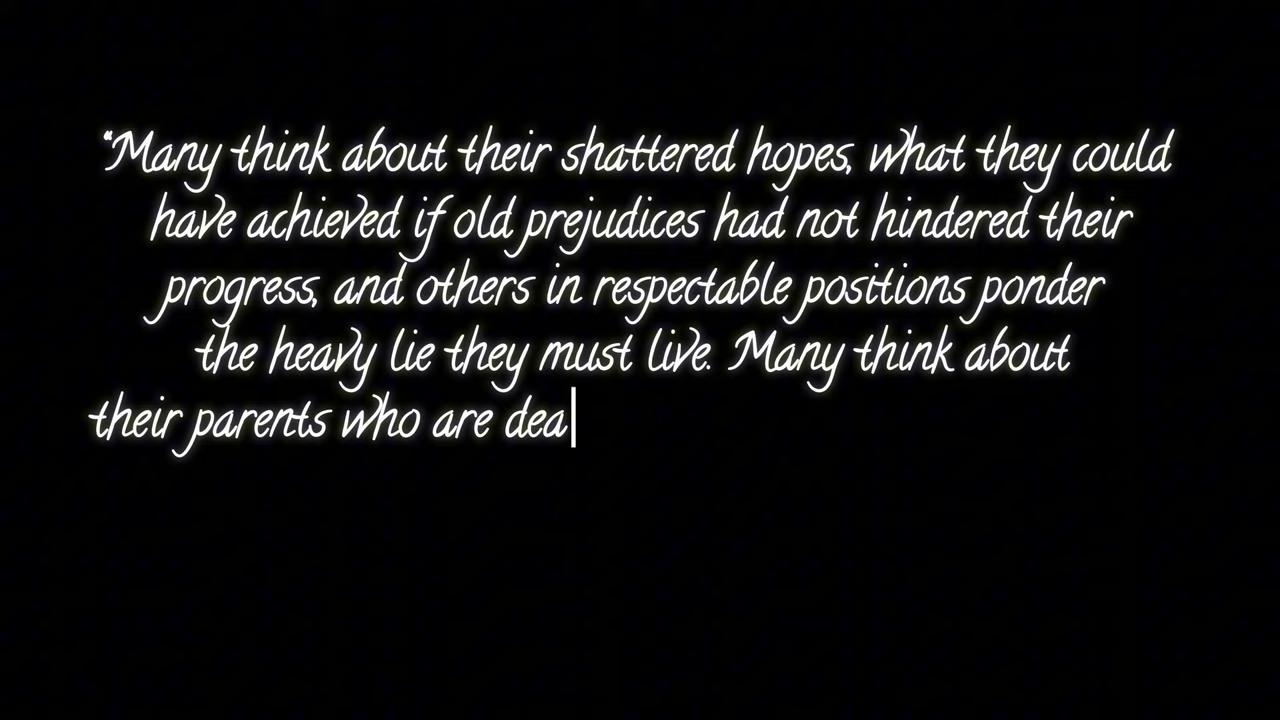 “Many think about their shattered hopes, what they could
have achieved if old prejudices had not hindered their
progress, and others in respectable positions ponder
the heavy lie they must live. Many think about
their parents who are dea